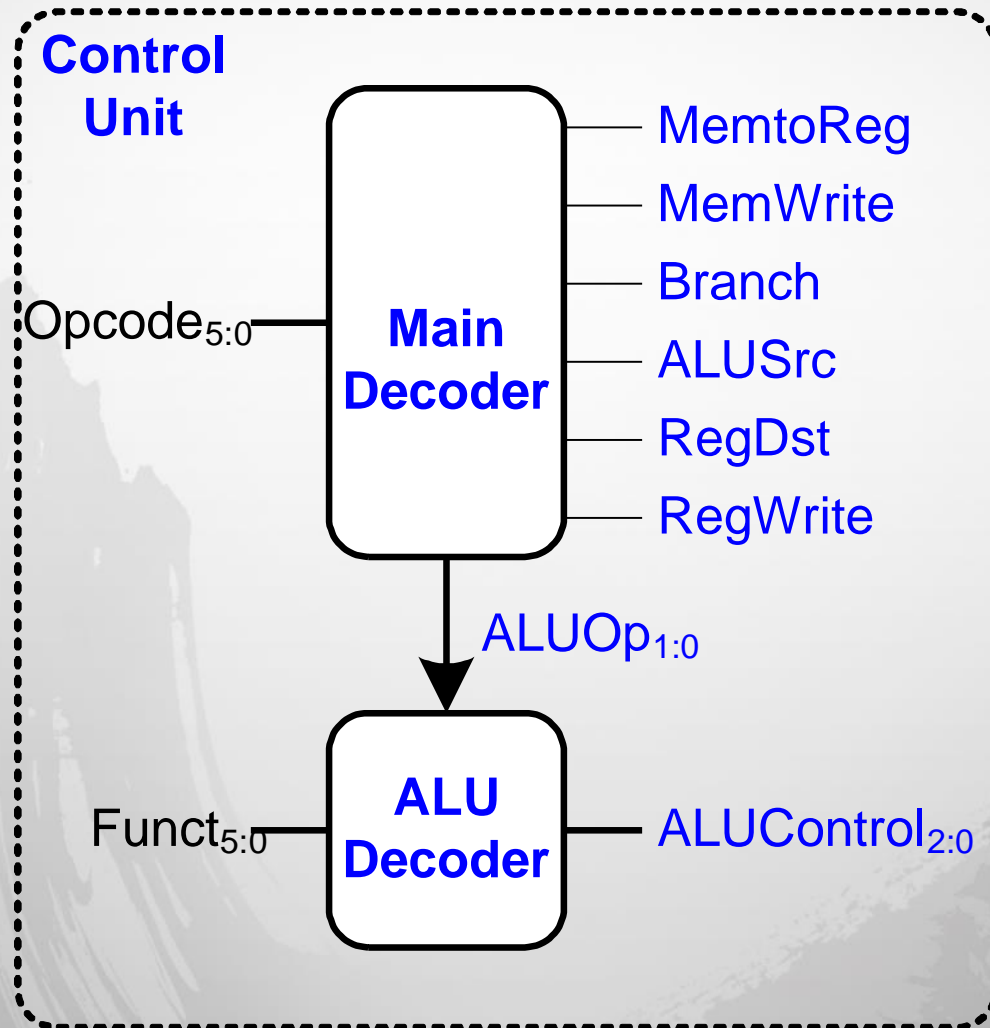 Control
Unit
MemtoReg
MemWrite
Branch
Opcode5:0
Main
Decoder
ALUSrc
RegDst
RegWrite
ALUOp1:0
ALU
Decoder
Funct5:0
ALUControl2:0